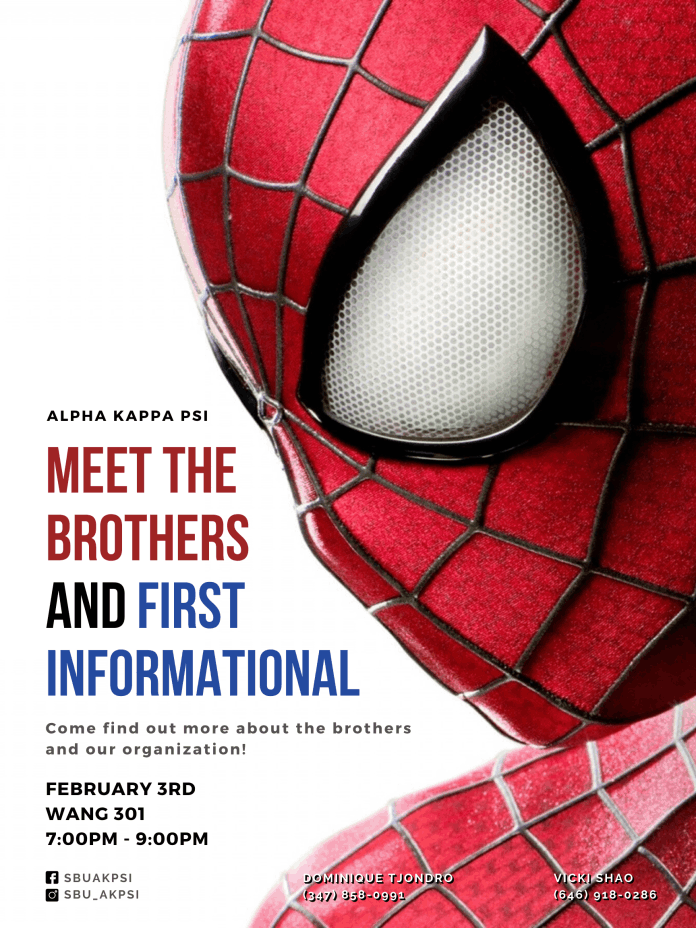 ALPHA KAPPA PSI
MEET THE
BROTHERS
AND FIRST
INFORMATIONAL
Come find out more about the brothers
and our organization!
FEBRUARY 3RD
WANG 301
7:00PM - 9:00PM
SBUAKPSI
SBU_AKPSI
DOMINIQUE TJONDRO
(347) 858-0991
VICKI SHAO
(646) 918-0286